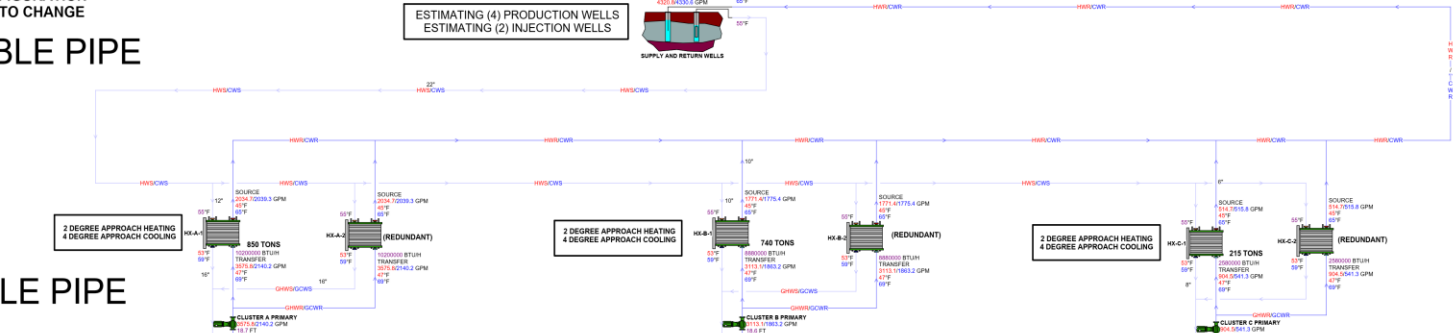 TO CHANGE
BLE PIPE
ESTIMATING (4) PRODUCTION WELLS
ESTIMATING (2) INJECTION WELLS
4320.8/4330.6 GPM
65°F
55°F
SUPPLY AND RETURN WELLS
HWR/CWR
HWR/CWR
HWR/CWR
HWR/CWR
22"
HWS/CWS
HWS/CWS
HWS/CWS
HWR/CWR
HWR/CWR
HWR/CWR
HWR/CWR
HWR/CWR
HWS/CWS
HWS/CWS
HWS/CWS
HWS/CWS
12"
SOURCE
2034.7/2039.3 GPM
45°F
65°F
55°F
2 DEGREE APPROACH HEATING
4 DEGREE APPROACH COOLING
HX-A-1
53°F
59°F
850 TONS
10200000 BTU/H
TRANSFER
3575.8/2140.2 GPM
47°F
69°F
16"
16"
SOURCE
2034.7/2039.3 GPM
45°F
65°F
55°F
HX-A-2
(REDUNDANT)
53°F
59°F
10200000 BTU/H
TRANSFER
3575.8/2140.2 GPM
47°F
69°F
GHWS/GCWS
GHWR/GCWR
CLUSTER A PRIMARY
3575.8/2140.2 GPM
18.7 FT
10"
10"
SOURCE
1771.4/1775.4 GPM
45°F
65°F
55°F
2 DEGREE APPROACH HEATING
4 DEGREE APPROACH COOLING
HX-B-1
53°F
59°F
740 TONS
8880000 BTU/H
TRANSFER
3113.1/1863.2 GPM
47°F
69°F
SOURCE
1771.4/1775.4 GPM
45°F
65°F
55°F
HX-B-2
(REDUNDANT)
53°F
59°F
8880000 BTU/H
TRANSFER
3113.1/1863.2 GPM
47°F
69°F
GHWS/GCWS
GHWR/GCWR
CLUSTER B PRIMARY
3113.1/1863.2 GPM
18.6 FT
6"
SOURCE
514.7/515.8 GPM
45°F
65°F
55°F
2 DEGREE APPROACH HEATING
4 DEGREE APPROACH COOLING
HX-C-1
53°F
59°F
215 TONS
2580000 BTU/H
TRANSFER
904.5/541.3 GPM
47°F
69°F
8"
SOURCE
514.7/515.8 GPM
45°F
65°F
55°F
HX-C-2
(REDUNDANT)
53°F
59°F
2580000 BTU/H
TRANSFER
904.5/541.3 GPM
47°F
69°F
GHWS/GCWS
GHWR/GCWR
CLUSTER C PRIMARY
904.5/541.3 GPM
LE PIPE